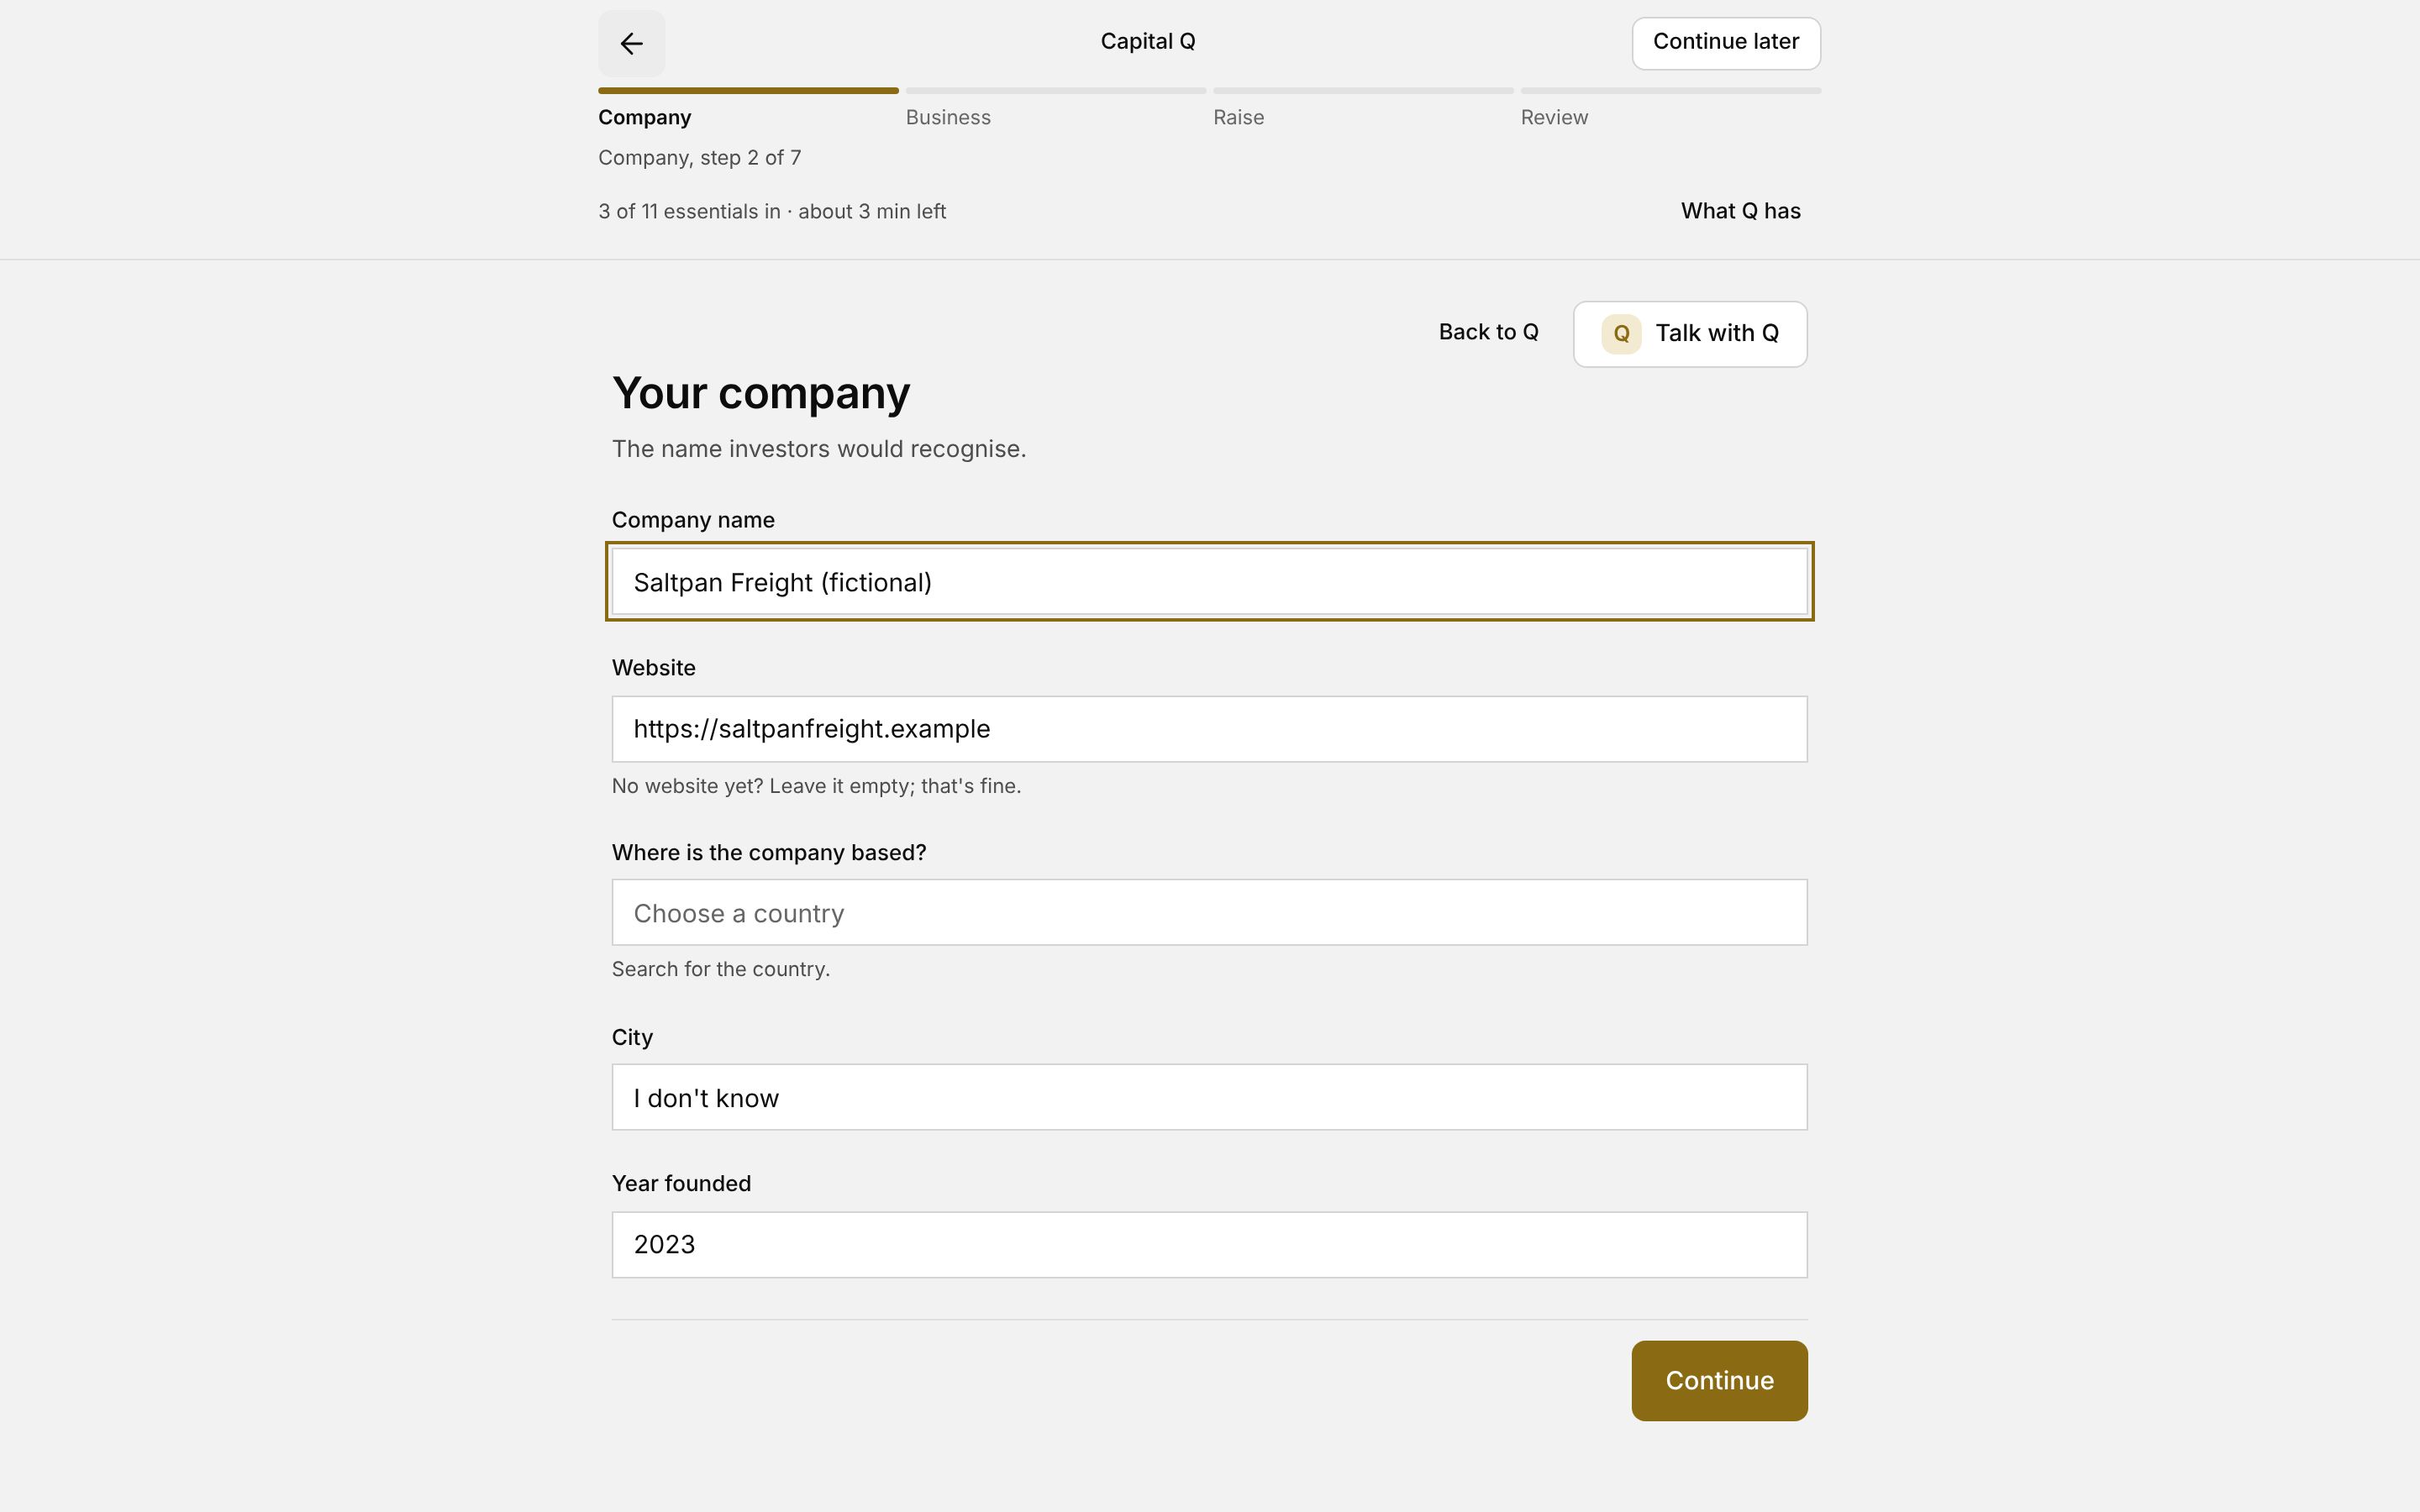 Capital Q
Continue later
Company
Business
Raise
Review
Company, step 2 of 7
3 of 11 essentials in · about 3 min left
What Q has
Back to Q
Q Talk with Q
Your company
The name investors would recognise.
Company name
Saltpan Freight (fictional)
Website
https://saltpanfreight.example
No website yet? Leave it empty; that's fine.
Where is the company based?
Choose a country
Search for the country.
City
I don't know
Year founded
2023
Continue